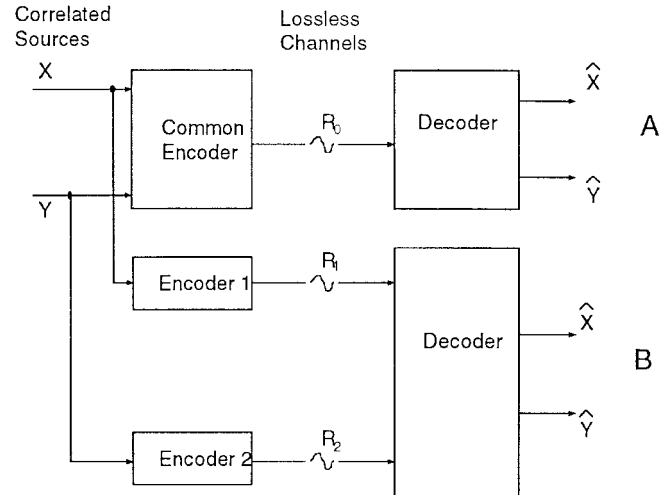 Correlated
Sources
Lossless
Channels
X
Common
Encoder
R₀
Decoder
X̂
Ŷ
A
Y
Encoder 1
R₁
Decoder
X̂
Ŷ
B
Encoder 2
R₂